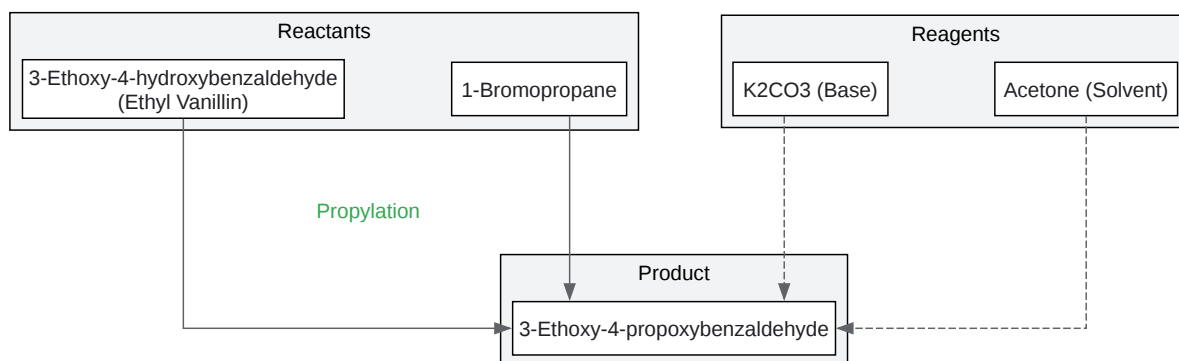 Reactants
3-Ethoxy-4-hydroxybenzaldehyde
(Ethyl Vanillin)
1-Bromopropane
Reagents
K2CO3 (Base)
Acetone (Solvent)
Propylation
Product
3-Ethoxy-4-propoxybenzaldehyde